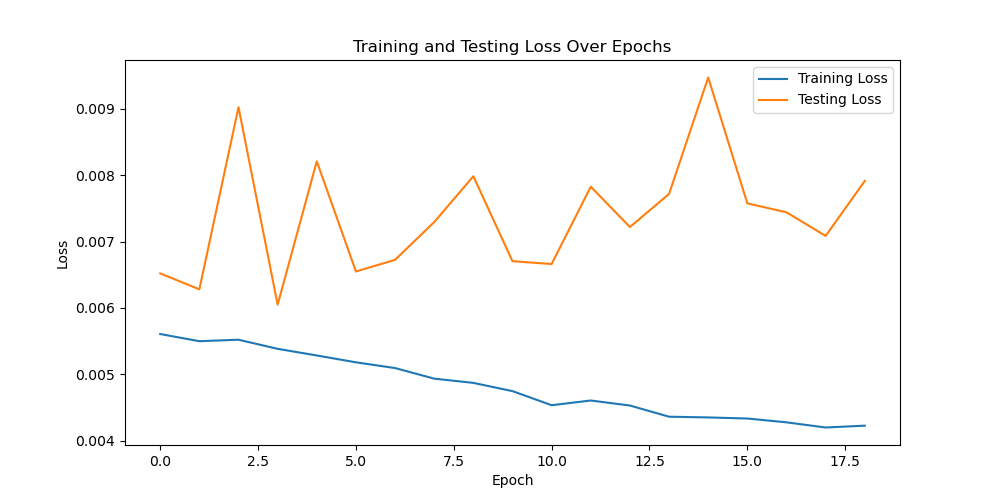 Training and Testing Loss Over Epochs
Training Loss
Testing Loss
0.009
0.008
0.007
0.006
0.005
0.004
Loss
0.0 2.5 5.0 7.5 10.0 12.5 15.0 17.5
Epoch